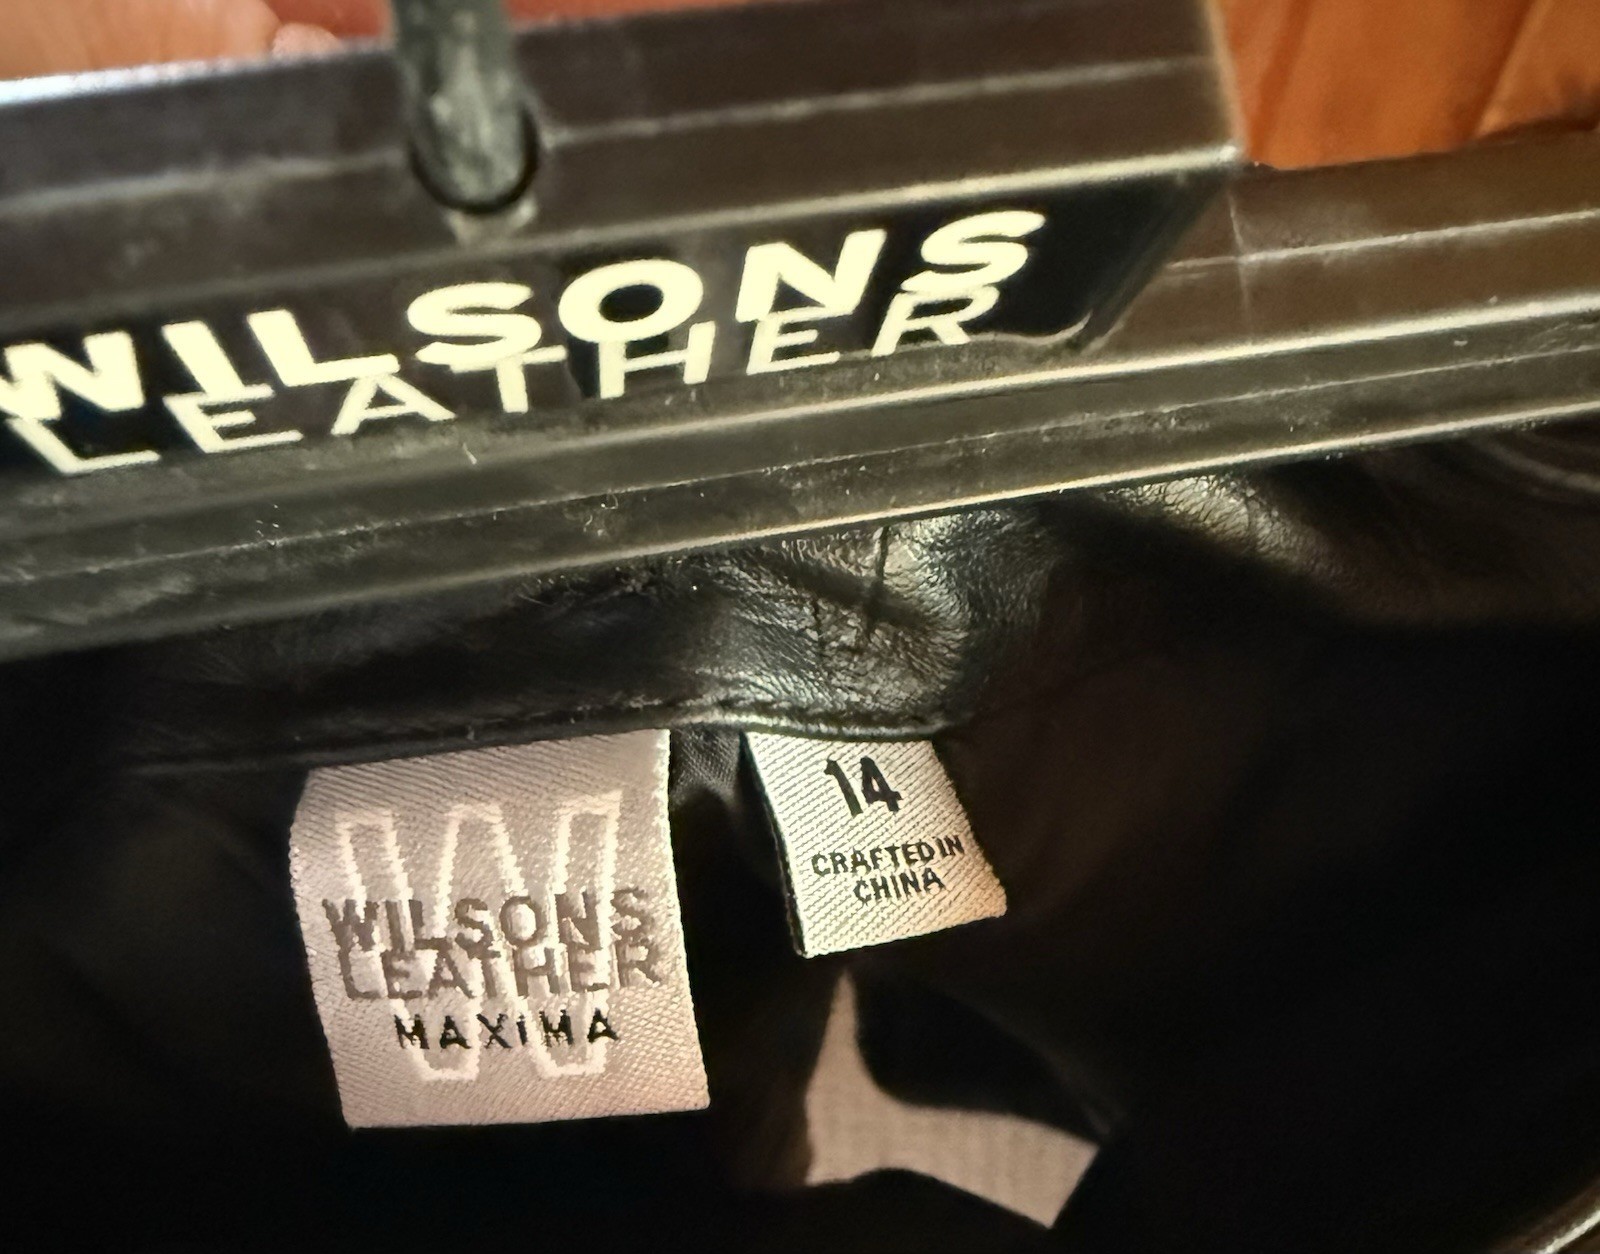 WILSONS
LEATHER
W
WILSONS
LEATHER
MAXIMA
14
CRAFTED IN
CHINA